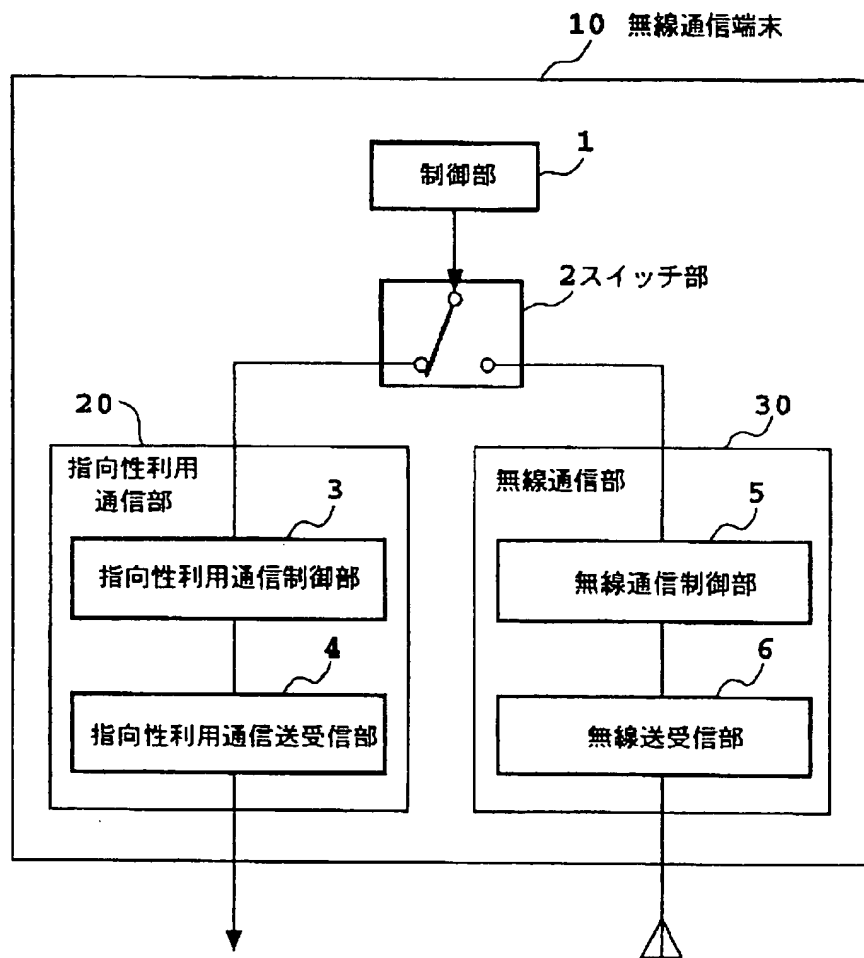 10 無線通信端末
1
制御部
2スイッチ部
20
30
指向性利用
通信部
無線通信部
3
5
指向性利用通信制御部
無線通信制御部
4
6
指向性利用通信送受信部
無線送受信部